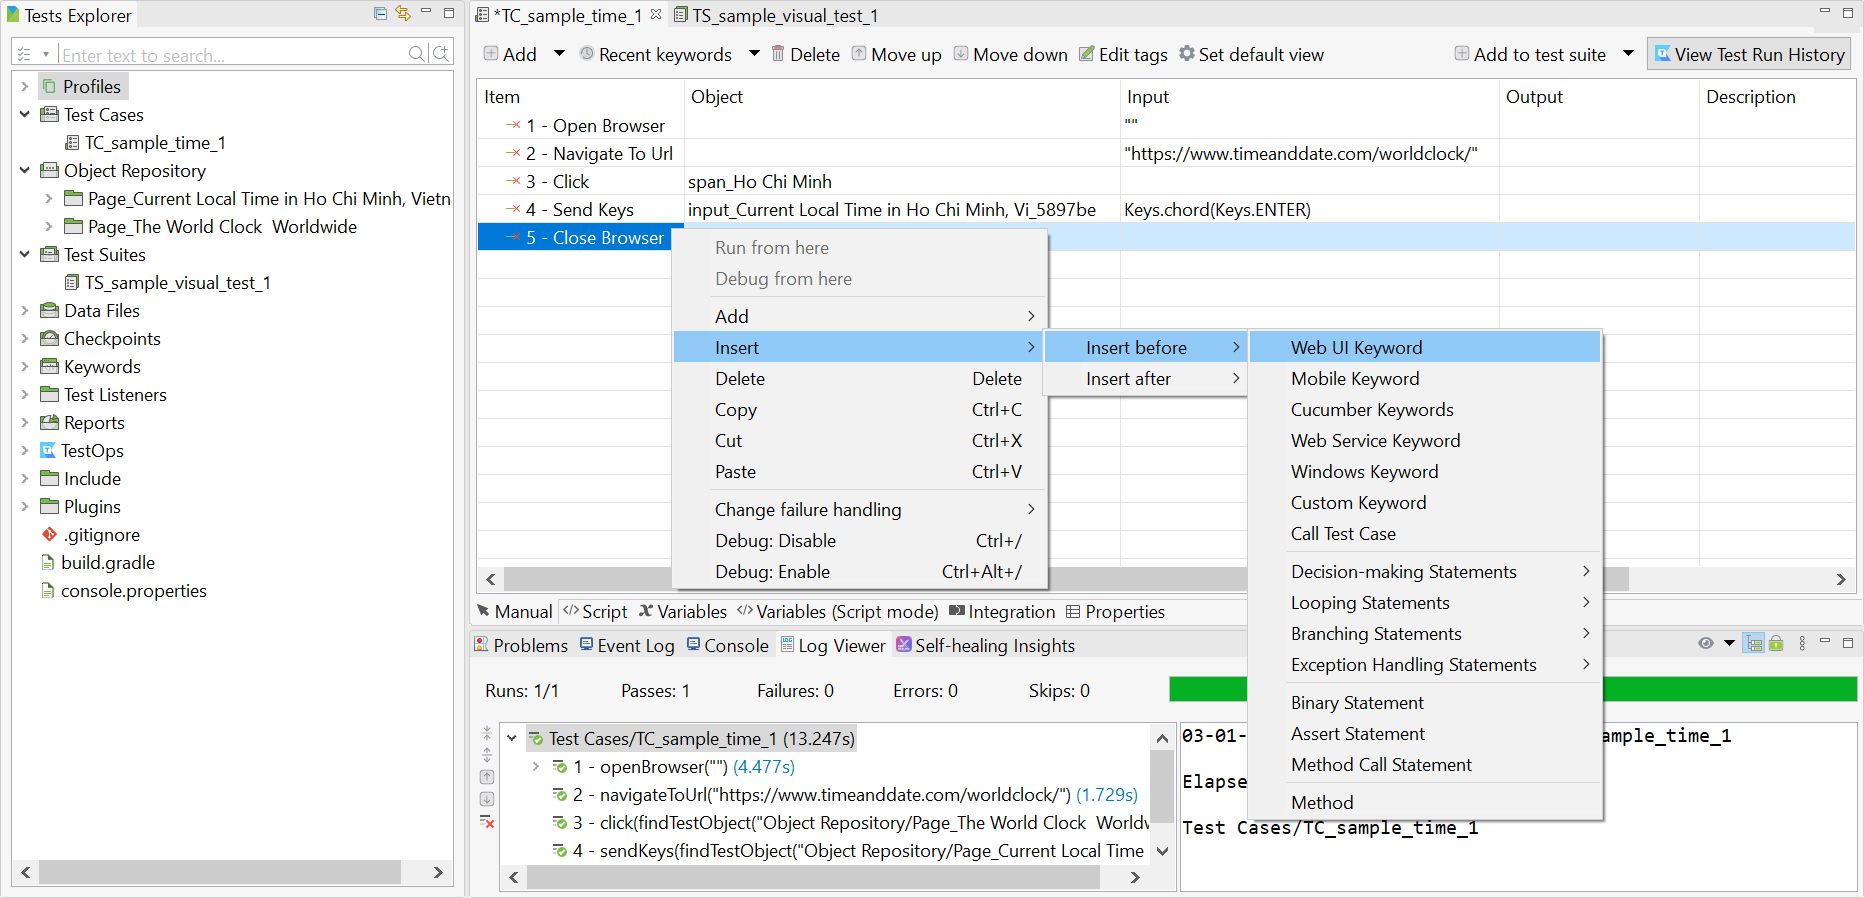 Tests Explorer
Enter text to search...
Profiles
Test Cases
TC_sample_time_1
Object Repository
Page_Current Local Time in Ho Chi Minh, Vietn
Page_The World Clock  Worldwide
Test Suites
TS_sample_visual_test_1
Data Files
Checkpoints
Keywords
Test Listeners
Reports
TestOps
Include
Plugins
.gitignore
build.gradle
console.properties
*TC_sample_time_1 TS_sample_visual_test_1
Add Recent keywords Delete Move up Move down Edit tags Set default view Add to test suite View Test Run History
Item Object Input Output Description
1 - Open Browser ""
2 - Navigate To Url "https://www.timeanddate.com/worldclock/"
3 - Click span_Ho Chi Minh
4 - Send Keys input_Current Local Time in Ho Chi Minh, Vi_5897be Keys.chord(Keys.ENTER)
5 - Close Browser
Run from here
Debug from here
Add
Insert
Delete Delete
Copy Ctrl+C
Cut Ctrl+X
Paste Ctrl+V
Change failure handling
Debug: Disable Ctrl+/
Debug: Enable Ctrl+Alt+/
Insert before
Insert after
Web UI Keyword
Mobile Keyword
Cucumber Keywords
Web Service Keyword
Windows Keyword
Custom Keyword
Call Test Case
Decision-making Statements
Looping Statements
Branching Statements
Exception Handling Statements
Binary Statement
Assert Statement
Method Call Statement
Method
Manual Script Variables Variables (Script mode) Integration Properties
Problems Event Log Console Log Viewer Self-healing Insights
Runs: 1/1 Passes: 1 Failures: 0 Errors: 0 Skips: 0
Test Cases/TC_sample_time_1 (13.247s)
1 - openBrowser("") (4.477s)
2 - navigateToUrl("https://www.timeanddate.com/worldclock/") (1.729s)
3 - click(findTestObject("Object Repository/Page_The World Clock  Worldw
4 - sendKeys(findTestObject("Object Repository/Page_Current Local Time
03-01- ample_time_1
Elapse
Test Cases/TC_sample_time_1